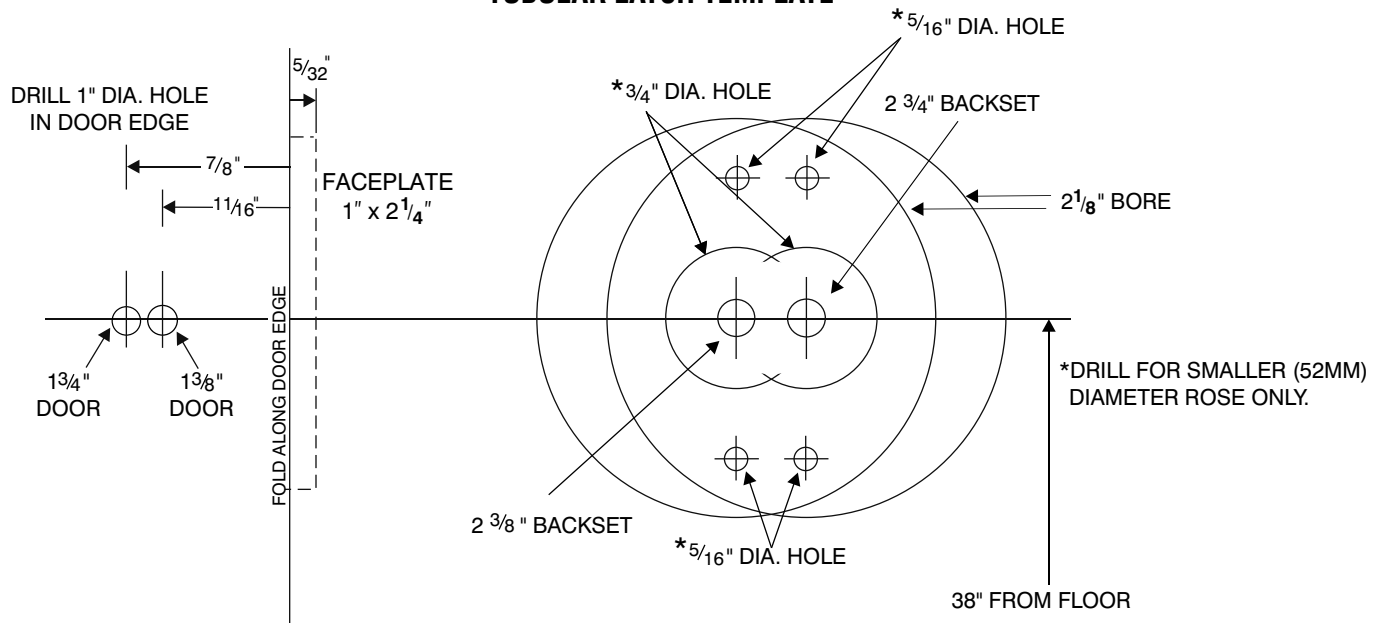 TUBULAR LATCH TEMPLATE
*5/16" DIA. HOLE
5/32"
DRILL 1" DIA. HOLE
IN DOOR EDGE
*3/4" DIA. HOLE
2 3/4" BACKSET
7/8"
FACEPLATE
1" x 2 1/4"
11/16"
2 1/8" BORE
FOLD ALONG DOOR EDGE
1 3/4"
DOOR
1 3/8"
DOOR
*DRILL FOR SMALLER (52MM)
DIAMETER ROSE ONLY.
2 3/8" BACKSET
*5/16" DIA. HOLE
38" FROM FLOOR